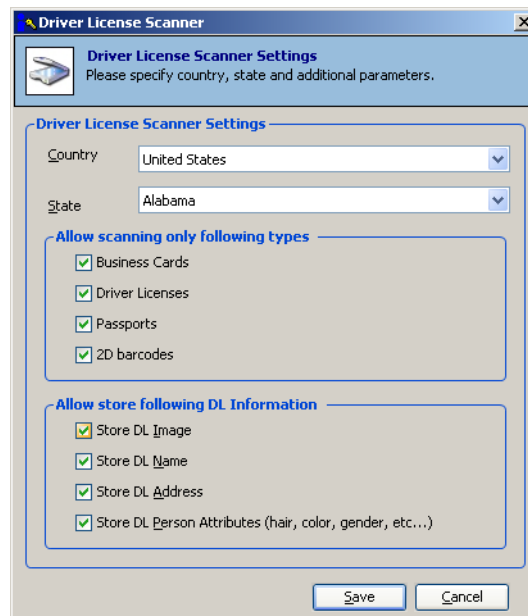 Driver License Scanner
Driver License Scanner Settings
Please specify country, state and additional parameters.
Driver License Scanner Settings
Country
United States
State
Alabama
Allow scanning only following types
Business Cards
Driver Licenses
Passports
2D barcodes
Allow store following DL Information
Store DL Image
Store DL Name
Store DL Address
Store DL Person Attributes (hair, color, gender, etc...)
Save Cancel